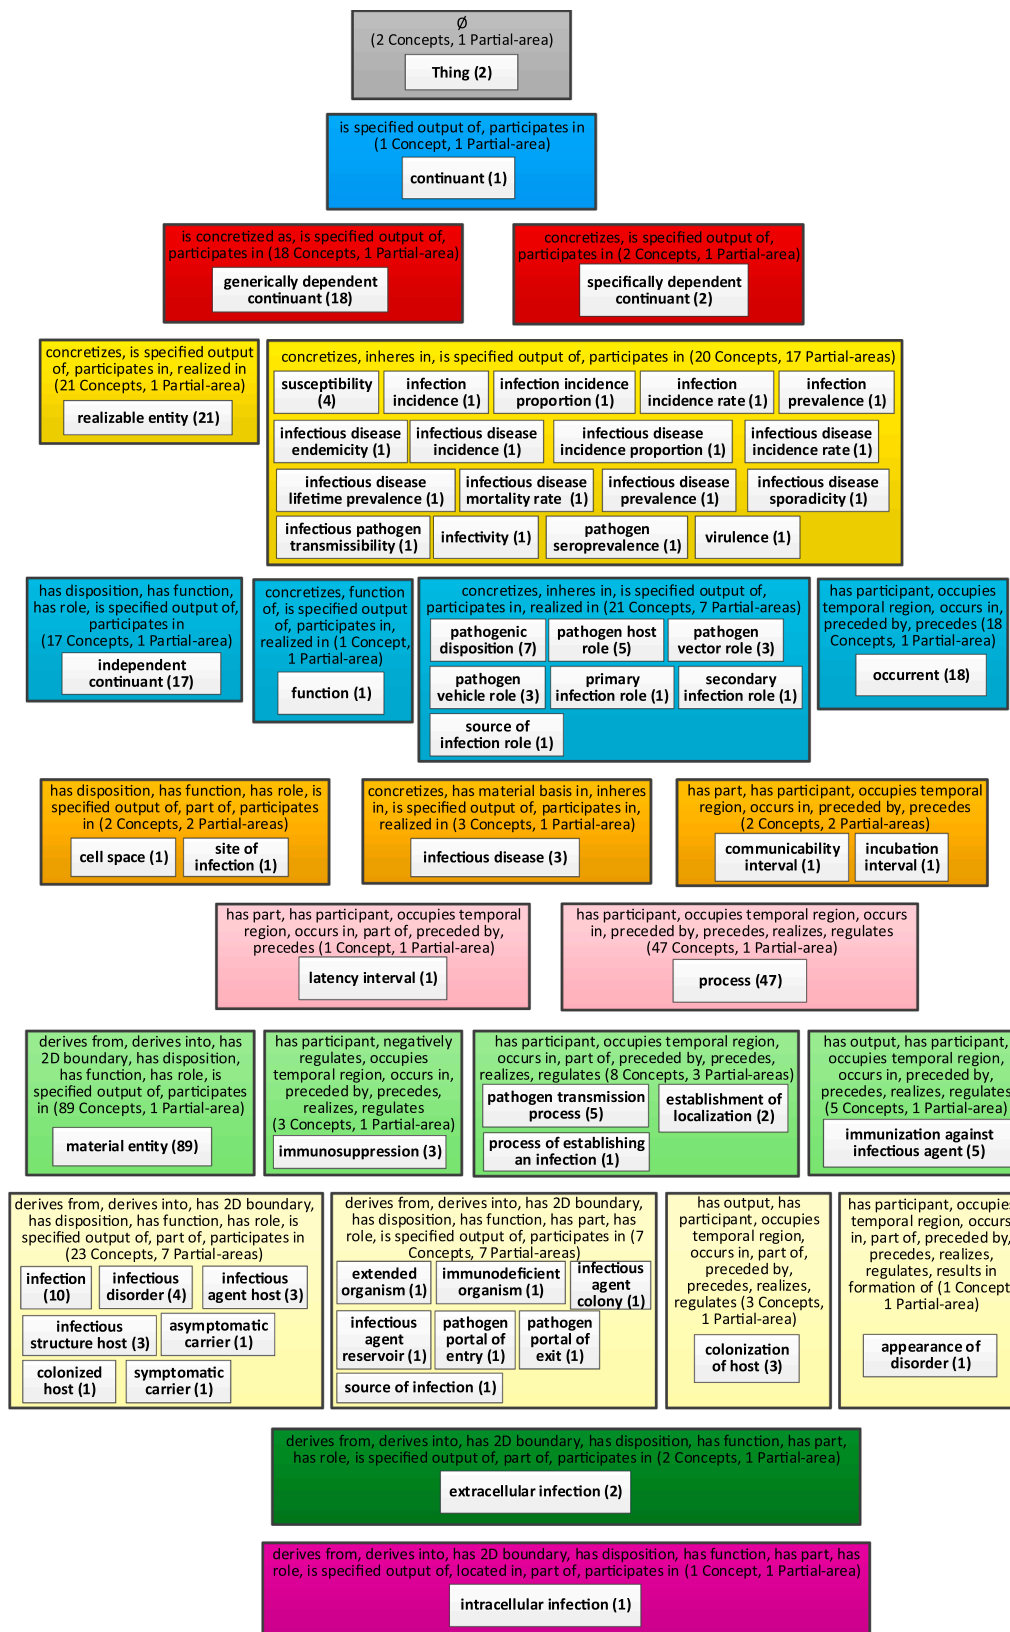 Ø
(2 Concepts, 1 Partial-area)
Thing (2)
is specified output of, participates in
(1 Concept, 1 Partial-area)
continuant (1)
is concretized as, is specified output of,
participates in (18 Concepts, 1 Partial-area)
generically dependent
continuant (18)
concretizes, is specified output of,
participates in (2 Concepts, 1 Partial-area)
specifically dependent
continuant (2)
concretizes, is specified output
of, participates in, realized in
(21 Concepts, 1 Partial-area)
realizable entity (21)
concretizes, inheres in, is specified output of, participates in (20 Concepts, 17 Partial-areas)
susceptibility
(4)
infection
incidence (1)
infection incidence
proportion (1)
infection
incidence rate (1)
infection
prevalence (1)
infectious disease
endemicity (1)
infectious disease
incidence (1)
infectious disease
incidence proportion (1)
infectious disease
incidence rate (1)
infectious disease
lifetime prevalence (1)
infectious disease
mortality rate (1)
infectious disease
prevalence (1)
infectious disease
sporadicity (1)
infectious pathogen
transmissibility (1)
infectivity (1)
pathogen
seroprevalence (1)
virulence (1)
has disposition, has function,
has role, is specified output of,
participates in
(17 Concepts, 1 Partial-area)
independent
continuant (17)
concretizes, function
of, is specified output
of, participates in,
realized in (1 Concept,
1 Partial-area)
function (1)
concretizes, inheres in, is specified output of,
participates in, realized in (21 Concepts, 7 Partial-areas)
pathogenic
disposition (7)
pathogen host
role (5)
pathogen
vector role (3)
pathogen
vehicle role (3)
primary
infection role (1)
secondary
infection role (1)
source of
infection role (1)
has participant, occupies
temporal region, occurs in,
preceded by, precedes (18
Concepts, 1 Partial-area)
occurrent (18)
has disposition, has function, has role, is
specified output of, part of, participates
in (2 Concepts, 2 Partial-areas)
cell space (1)
site of
infection (1)
concretizes, has material basis in, inheres
in, is specified output of, participates in,
realized in (3 Concepts, 1 Partial-area)
infectious disease (3)
has part, has participant, occupies temporal
region, occurs in, preceded by, precedes
(2 Concepts, 2 Partial-areas)
communicability
interval (1)
incubation
interval (1)
has part, has participant, occupies temporal
region, occurs in, part of, preceded by,
precedes (1 Concept, 1 Partial-area)
latency interval (1)
has participant, occupies temporal region, occurs
in, preceded by, precedes, realizes, regulates
(47 Concepts, 1 Partial-area)
process (47)
derives from, derives into, has
2D boundary, has disposition,
has function, has role, is
specified output of, participates
in (89 Concepts, 1 Partial-area)
material entity (89)
has participant, negatively
regulates, occupies
temporal region, occurs in,
preceded by, precedes,
realizes, regulates
(3 Concepts, 1 Partial-area)
immunosuppression (3)
has participant, occupies temporal region,
occurs in, part of, preceded by, precedes,
realizes, regulates (8 Concepts, 3 Partial-areas)
pathogen transmission
process (5)
establishment of
localization (2)
process of establishing
an infection (1)
has output, has participant,
occupies temporal region,
occurs in, preceded by,
precedes, realizes, regulates
(5 Concepts, 1 Partial-area)
immunization against
infectious agent (5)
derives from, derives into, has 2D boundary,
has disposition, has function, has role, is
specified output of, part of, participates in
(23 Concepts, 7 Partial-areas)
infection
(10)
infectious
disorder (4)
infectious
agent host (3)
infectious
structure host (3)
asymptomatic
carrier (1)
colonized
host (1)
symptomatic
carrier (1)
derives from, derives into, has 2D boundary,
has disposition, has function, has part, has
role, is specified output of, participates in (7
Concepts, 7 Partial-areas)
extended
organism (1)
immunodeficient
organism (1)
infectious
agent
colony (1)
infectious
agent
reservoir (1)
pathogen
portal of
entry (1)
pathogen
portal of
exit (1)
source of infection (1)
has output, has
participant, occupies
temporal region,
occurs in, part of,
preceded by,
precedes, realizes,
regulates (3 Concepts,
1 Partial-area)
colonization
of host (3)
has participant, occupies
temporal region, occurs
in, part of, preceded by,
precedes, realizes,
regulates, results in
formation of (1 Concept,
1 Partial-area)
appearance of
disorder (1)
derives from, derives into, has 2D boundary, has disposition, has function, has part,
has role, is specified output of, part of, participates in (2 Concepts, 1 Partial-area)
extracellular infection (2)
derives from, derives into, has 2D boundary, has disposition, has function, has part, has
role, is specified output of, located in, part of, participates in (1 Concept, 1 Partial-area)
intracellular infection (1)